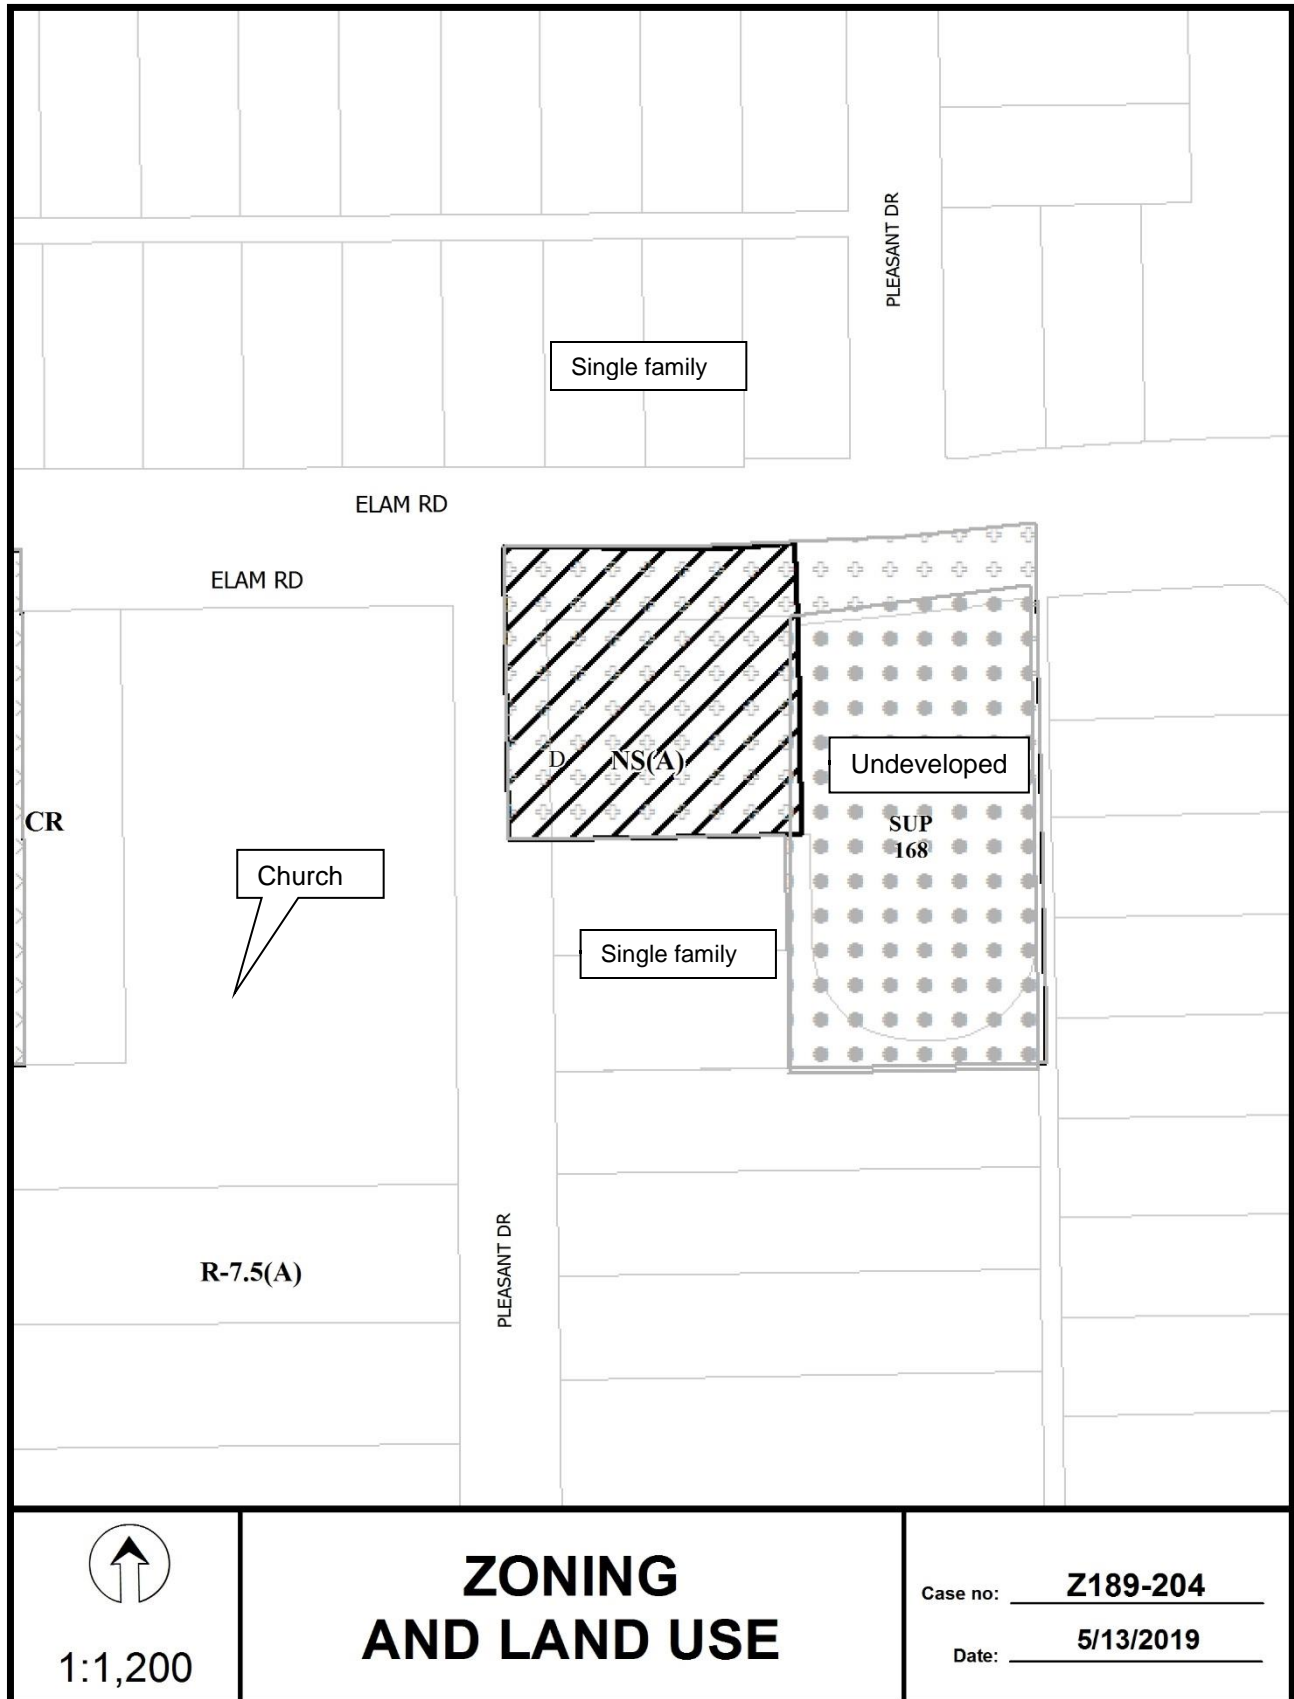 PLEASANT DR
Single family
ELAM RD
ELAM RD
D
NS(A)
Undeveloped
CR
SUP
168
Church
Single family
PLEASANT DR
R-7.5(A)
1:1,200
ZONING
AND LAND USE
Case no: Z189-204
Date: 5/13/2019